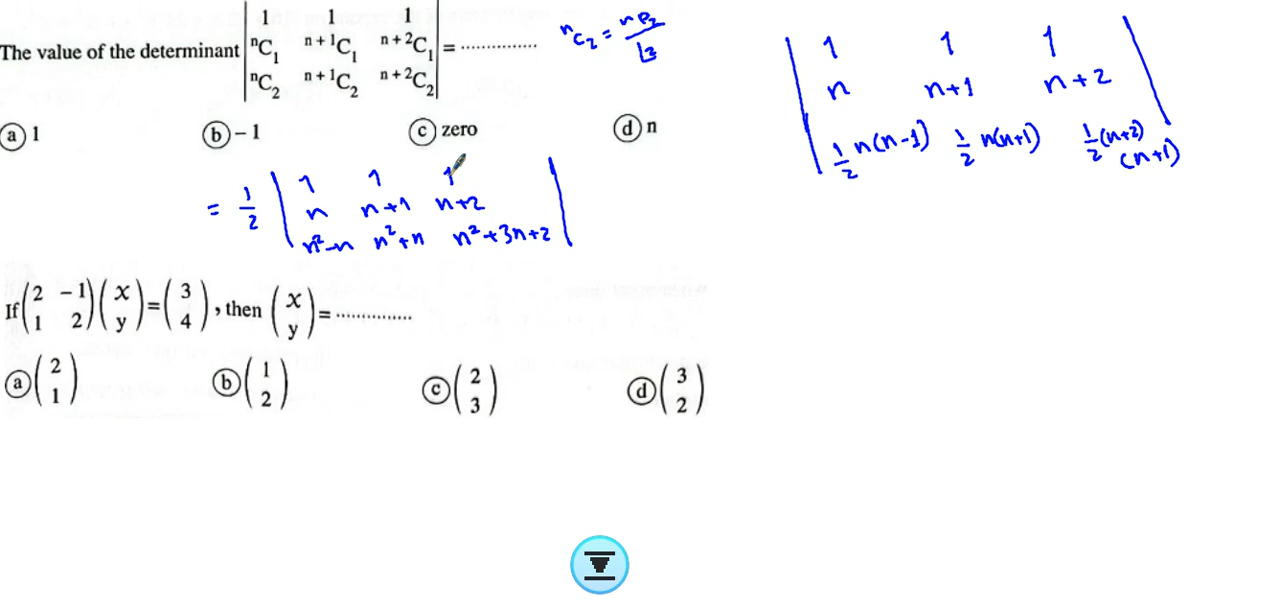 The value of the determinant | 1 1 1 |
| ⁿC₁ ⁿ⁺¹C₁ ⁿ⁺²C₁ | = ...............
| ⁿC₂ ⁿ⁺¹C₂ ⁿ⁺²C₂ |
ⁿC₂ = ⁿP₂ / |2
(a) 1 (b) – 1 (c) zero (d) n
| 1 1 1 |
| n n+1 n+2 |
| 1/2 n(n-1) 1/2 n(n+1) 1/2 (n+2)(n+1) |
= 1/2 | 1 1 1 |
| n n+1 n+2 |
| n²-n n²+n n²+3n+2 |
If (2 –1; 1 2)(x; y) = (3; 4) , then (x; y) = ...............
(a) (2; 1) (b) (1; 2) (c) (2; 3) (d) (3; 2)